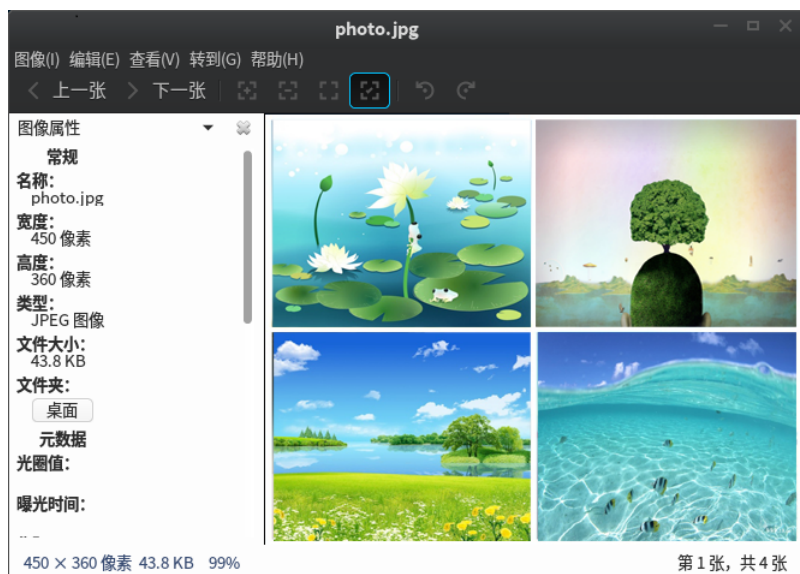 photo.jpg
图像(I) 编辑(E) 查看(V) 转到(G) 帮助(H)
上一张 下一张
图像属性
常规
名称：
photo.jpg
宽度：
450 像素
高度：
360 像素
类型：
JPEG 图像
文件大小：
43.8 KB
文件夹：
桌面
元数据
光圈值：
曝光时间：
450 × 360 像素 43.8 KB 99%
第 1 张，共 4 张